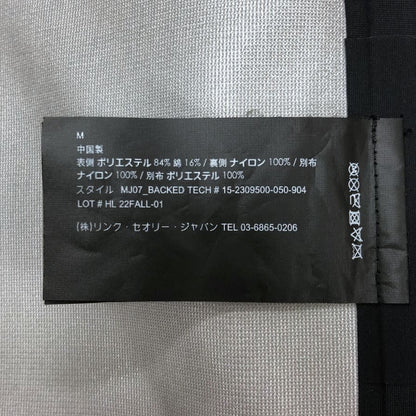 M
中国製
表側 ポリエステル 84% 綿 16% / 裏側 ナイロン 100% / 別布
ナイロン 100% / 別布 ポリエステル 100%
スタイル MJ07_BACKED TECH # 15-2309500-050-904
LOT # HL 22FALL-01
(株)リンク・セオリー・ジャパン TEL 03-6865-0206